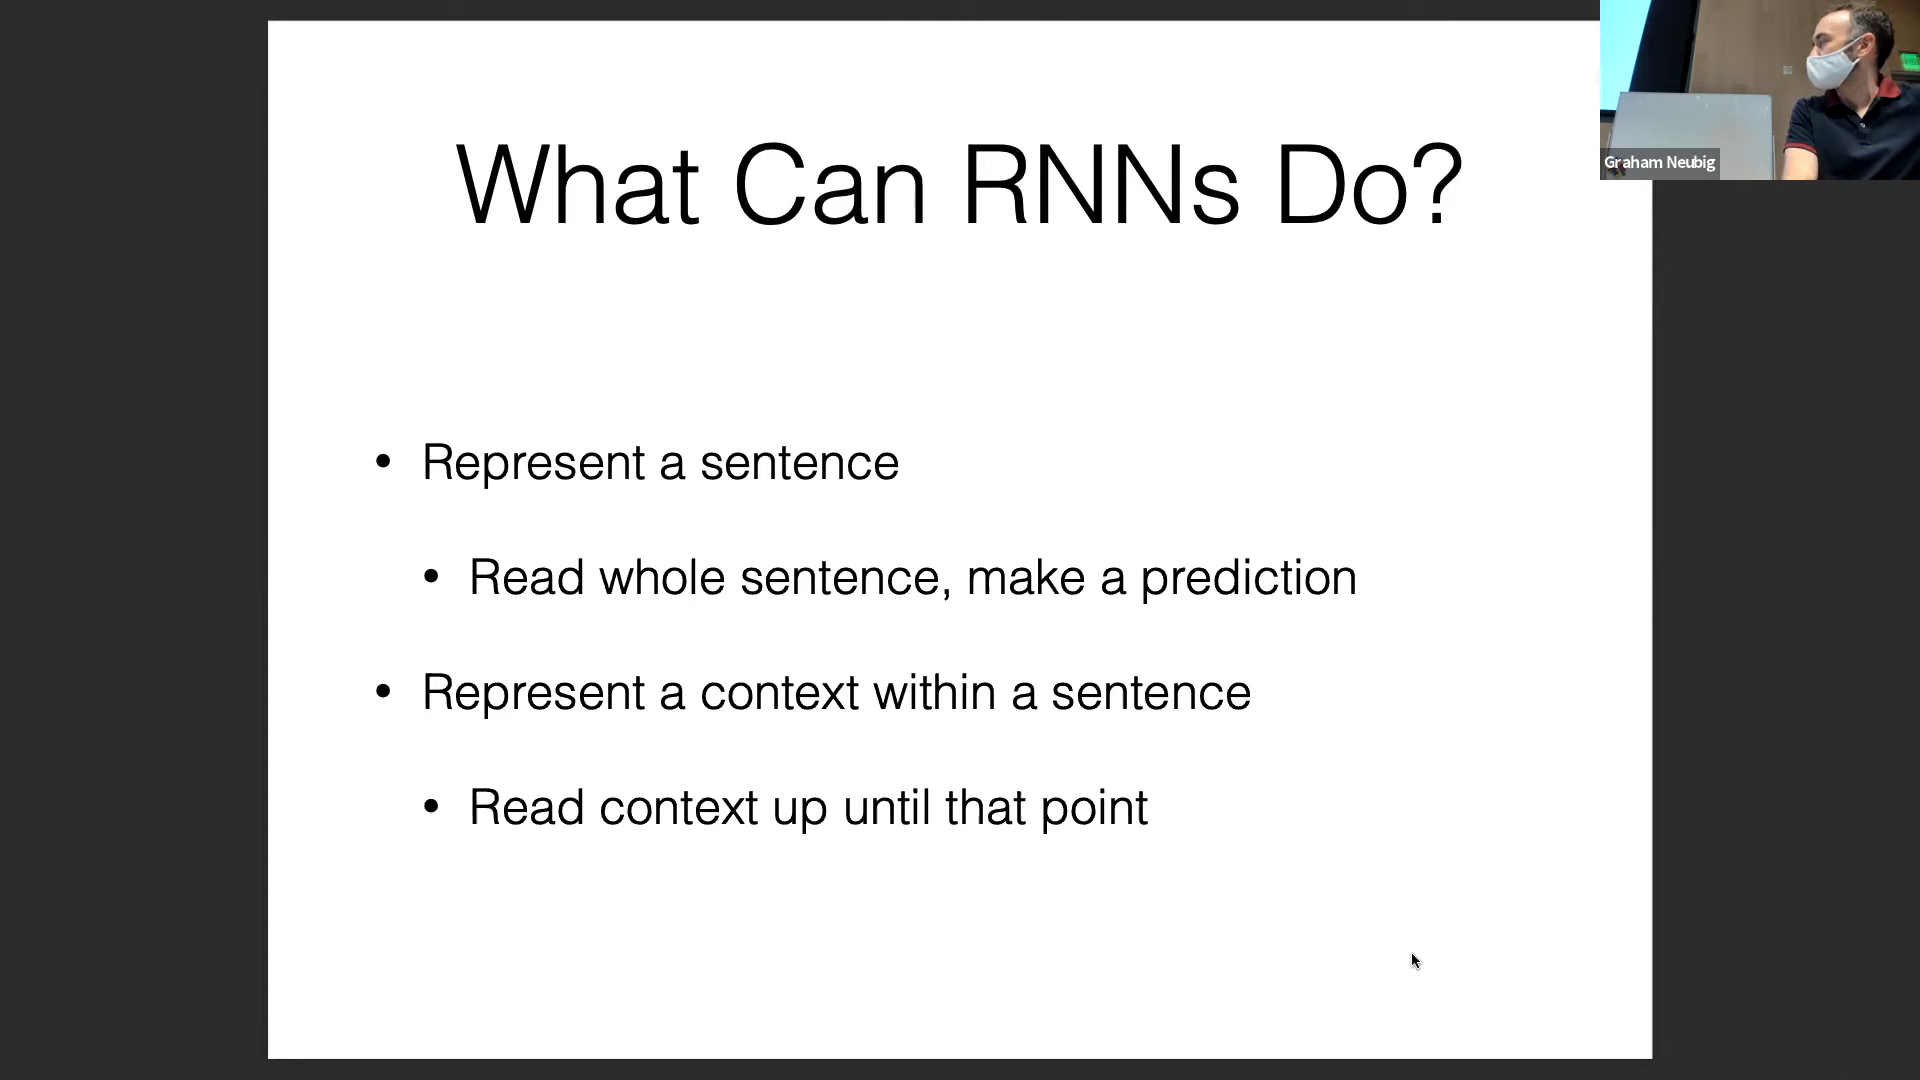 What Can RNNs Do?
• Represent a sentence
• Read whole sentence, make a prediction
• Represent a context within a sentence
• Read context up until that point
Graham Neubig